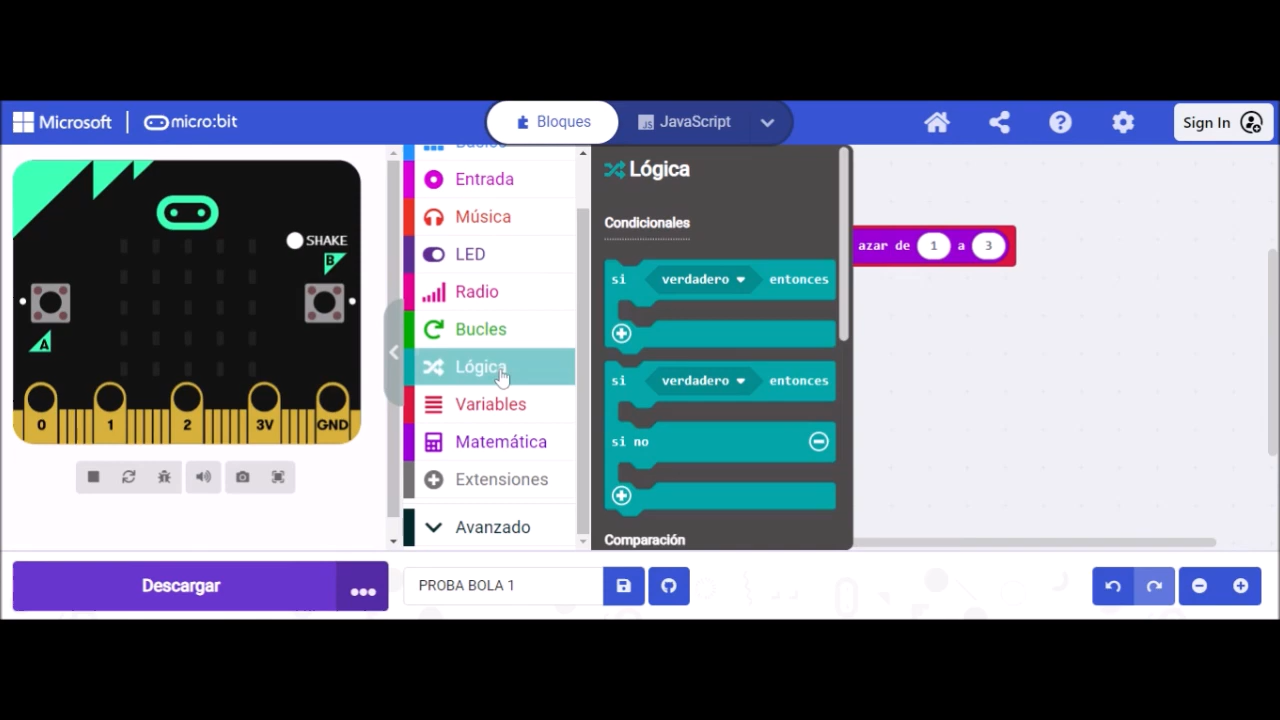 Microsoft
micro:bit
Bloques
JavaScript
Sign In
SHAKE
B
A
0 1 2 3V GND
Básico
Entrada
Música
LED
Radio
Bucles
Lógica
Variables
Matemática
Extensiones
Avanzado
Lógica
Condicionales
si verdadero entonces
si verdadero entonces
si no
Comparación
azar de 1 a 3
Descargar
PROBA BOLA 1